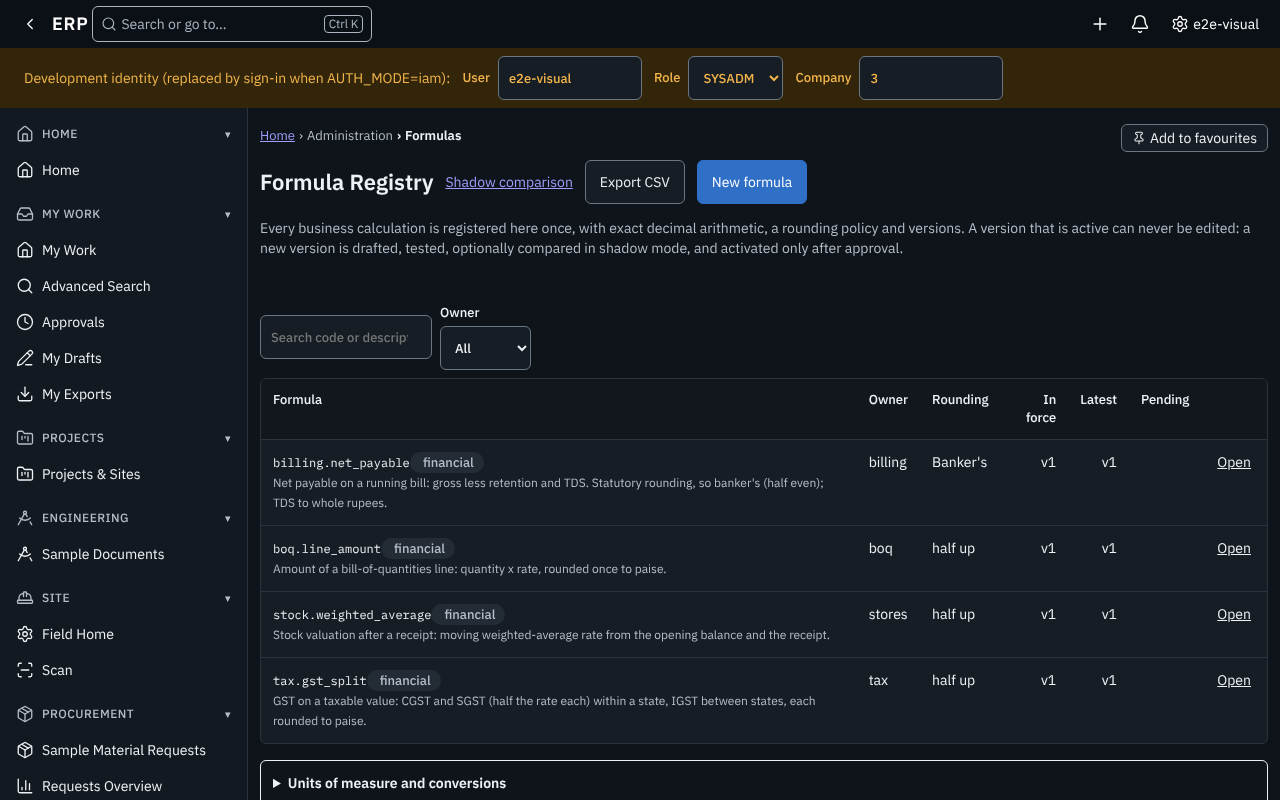 ERP
Search or go to...
Ctrl K
e2e-visual
Development identity (replaced by sign-in when AUTH_MODE=iam):
User
e2e-visual
Role
SYSADM
Company
3
HOME
Home
MY WORK
My Work
Advanced Search
Approvals
My Drafts
My Exports
PROJECTS
Projects & Sites
ENGINEERING
Sample Documents
SITE
Field Home
Scan
PROCUREMENT
Sample Material Requests
Requests Overview
Home › Administration › Formulas
Add to favourites
Formula Registry
Shadow comparison
Export CSV
New formula
Every business calculation is registered here once, with exact decimal arithmetic, a rounding policy and versions. A version that is active can never be edited: a
new version is drafted, tested, optionally compared in shadow mode, and activated only after approval.
Owner
All
Formula Owner Rounding In force Latest Pending
billing.net_payable financial billing Banker's v1 v1 Open
Net payable on a running bill: gross less retention and TDS. Statutory rounding, so banker's (half even);
TDS to whole rupees.
boq.line_amount financial boq half up v1 v1 Open
Amount of a bill-of-quantities line: quantity x rate, rounded once to paise.
stock.weighted_average financial stores half up v1 v1 Open
Stock valuation after a receipt: moving weighted-average rate from the opening balance and the receipt.
tax.gst_split financial tax half up v1 v1 Open
GST on a taxable value: CGST and SGST (half the rate each) within a state, IGST between states, each
rounded to paise.
Units of measure and conversions
Search code or descrip